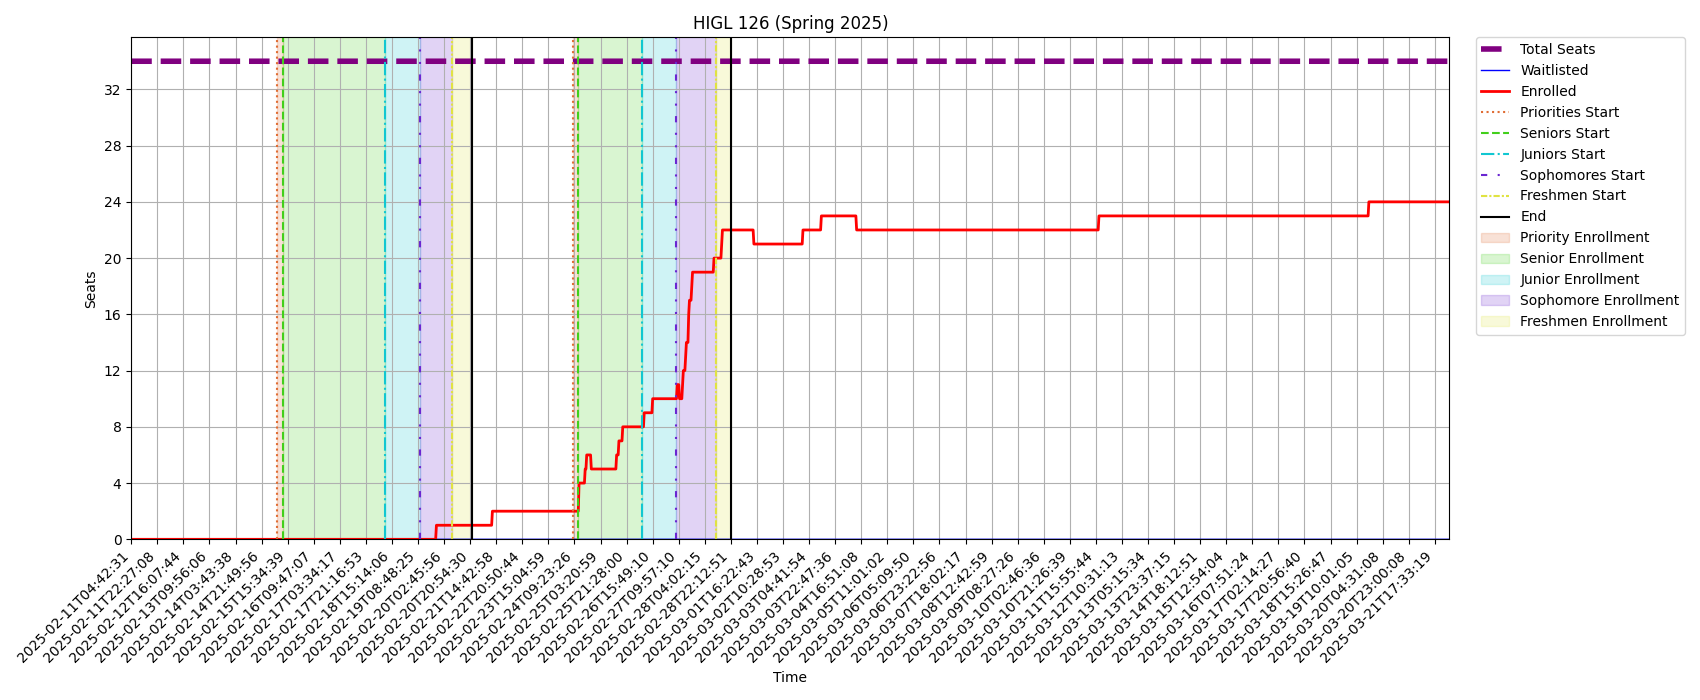 HIGL 126 (Spring 2025)
Seats
32
28
24
20
16
12
8
4
0
2025-02-11T04:42:31
2025-02-11T22:27:08
2025-02-12T16:07:44
2025-02-13T09:56:06
2025-02-14T03:43:38
2025-02-14T21:49:56
2025-02-15T15:34:39
2025-02-16T09:47:07
2025-02-17T03:34:17
2025-02-17T21:16:53
2025-02-18T15:14:06
2025-02-19T08:48:25
2025-02-20T02:45:56
2025-02-20T20:54:30
2025-02-21T14:42:58
2025-02-22T20:50:44
2025-02-23T15:04:59
2025-02-24T09:23:26
2025-02-25T03:20:59
2025-02-25T21:28:00
2025-02-26T15:49:10
2025-02-27T09:57:10
2025-02-28T04:02:15
2025-02-28T22:12:51
2025-03-01T16:22:43
2025-03-02T10:28:53
2025-03-03T04:41:54
2025-03-03T22:47:36
2025-03-04T16:51:08
2025-03-05T11:01:02
2025-03-06T05:09:50
2025-03-06T23:22:56
2025-03-07T18:02:17
2025-03-08T12:42:59
2025-03-09T08:27:26
2025-03-10T02:46:36
2025-03-10T21:26:39
2025-03-11T15:55:44
2025-03-12T10:31:13
2025-03-13T05:15:34
2025-03-13T23:37:15
2025-03-14T18:12:51
2025-03-15T12:54:04
2025-03-16T07:51:24
2025-03-17T02:14:27
2025-03-17T20:56:40
2025-03-18T15:26:47
2025-03-19T10:01:05
2025-03-20T04:31:08
2025-03-20T23:00:08
2025-03-21T17:33:19
Time
Total Seats
Waitlisted
Enrolled
Priorities Start
Seniors Start
Juniors Start
Sophomores Start
Freshmen Start
End
Priority Enrollment
Senior Enrollment
Junior Enrollment
Sophomore Enrollment
Freshmen Enrollment